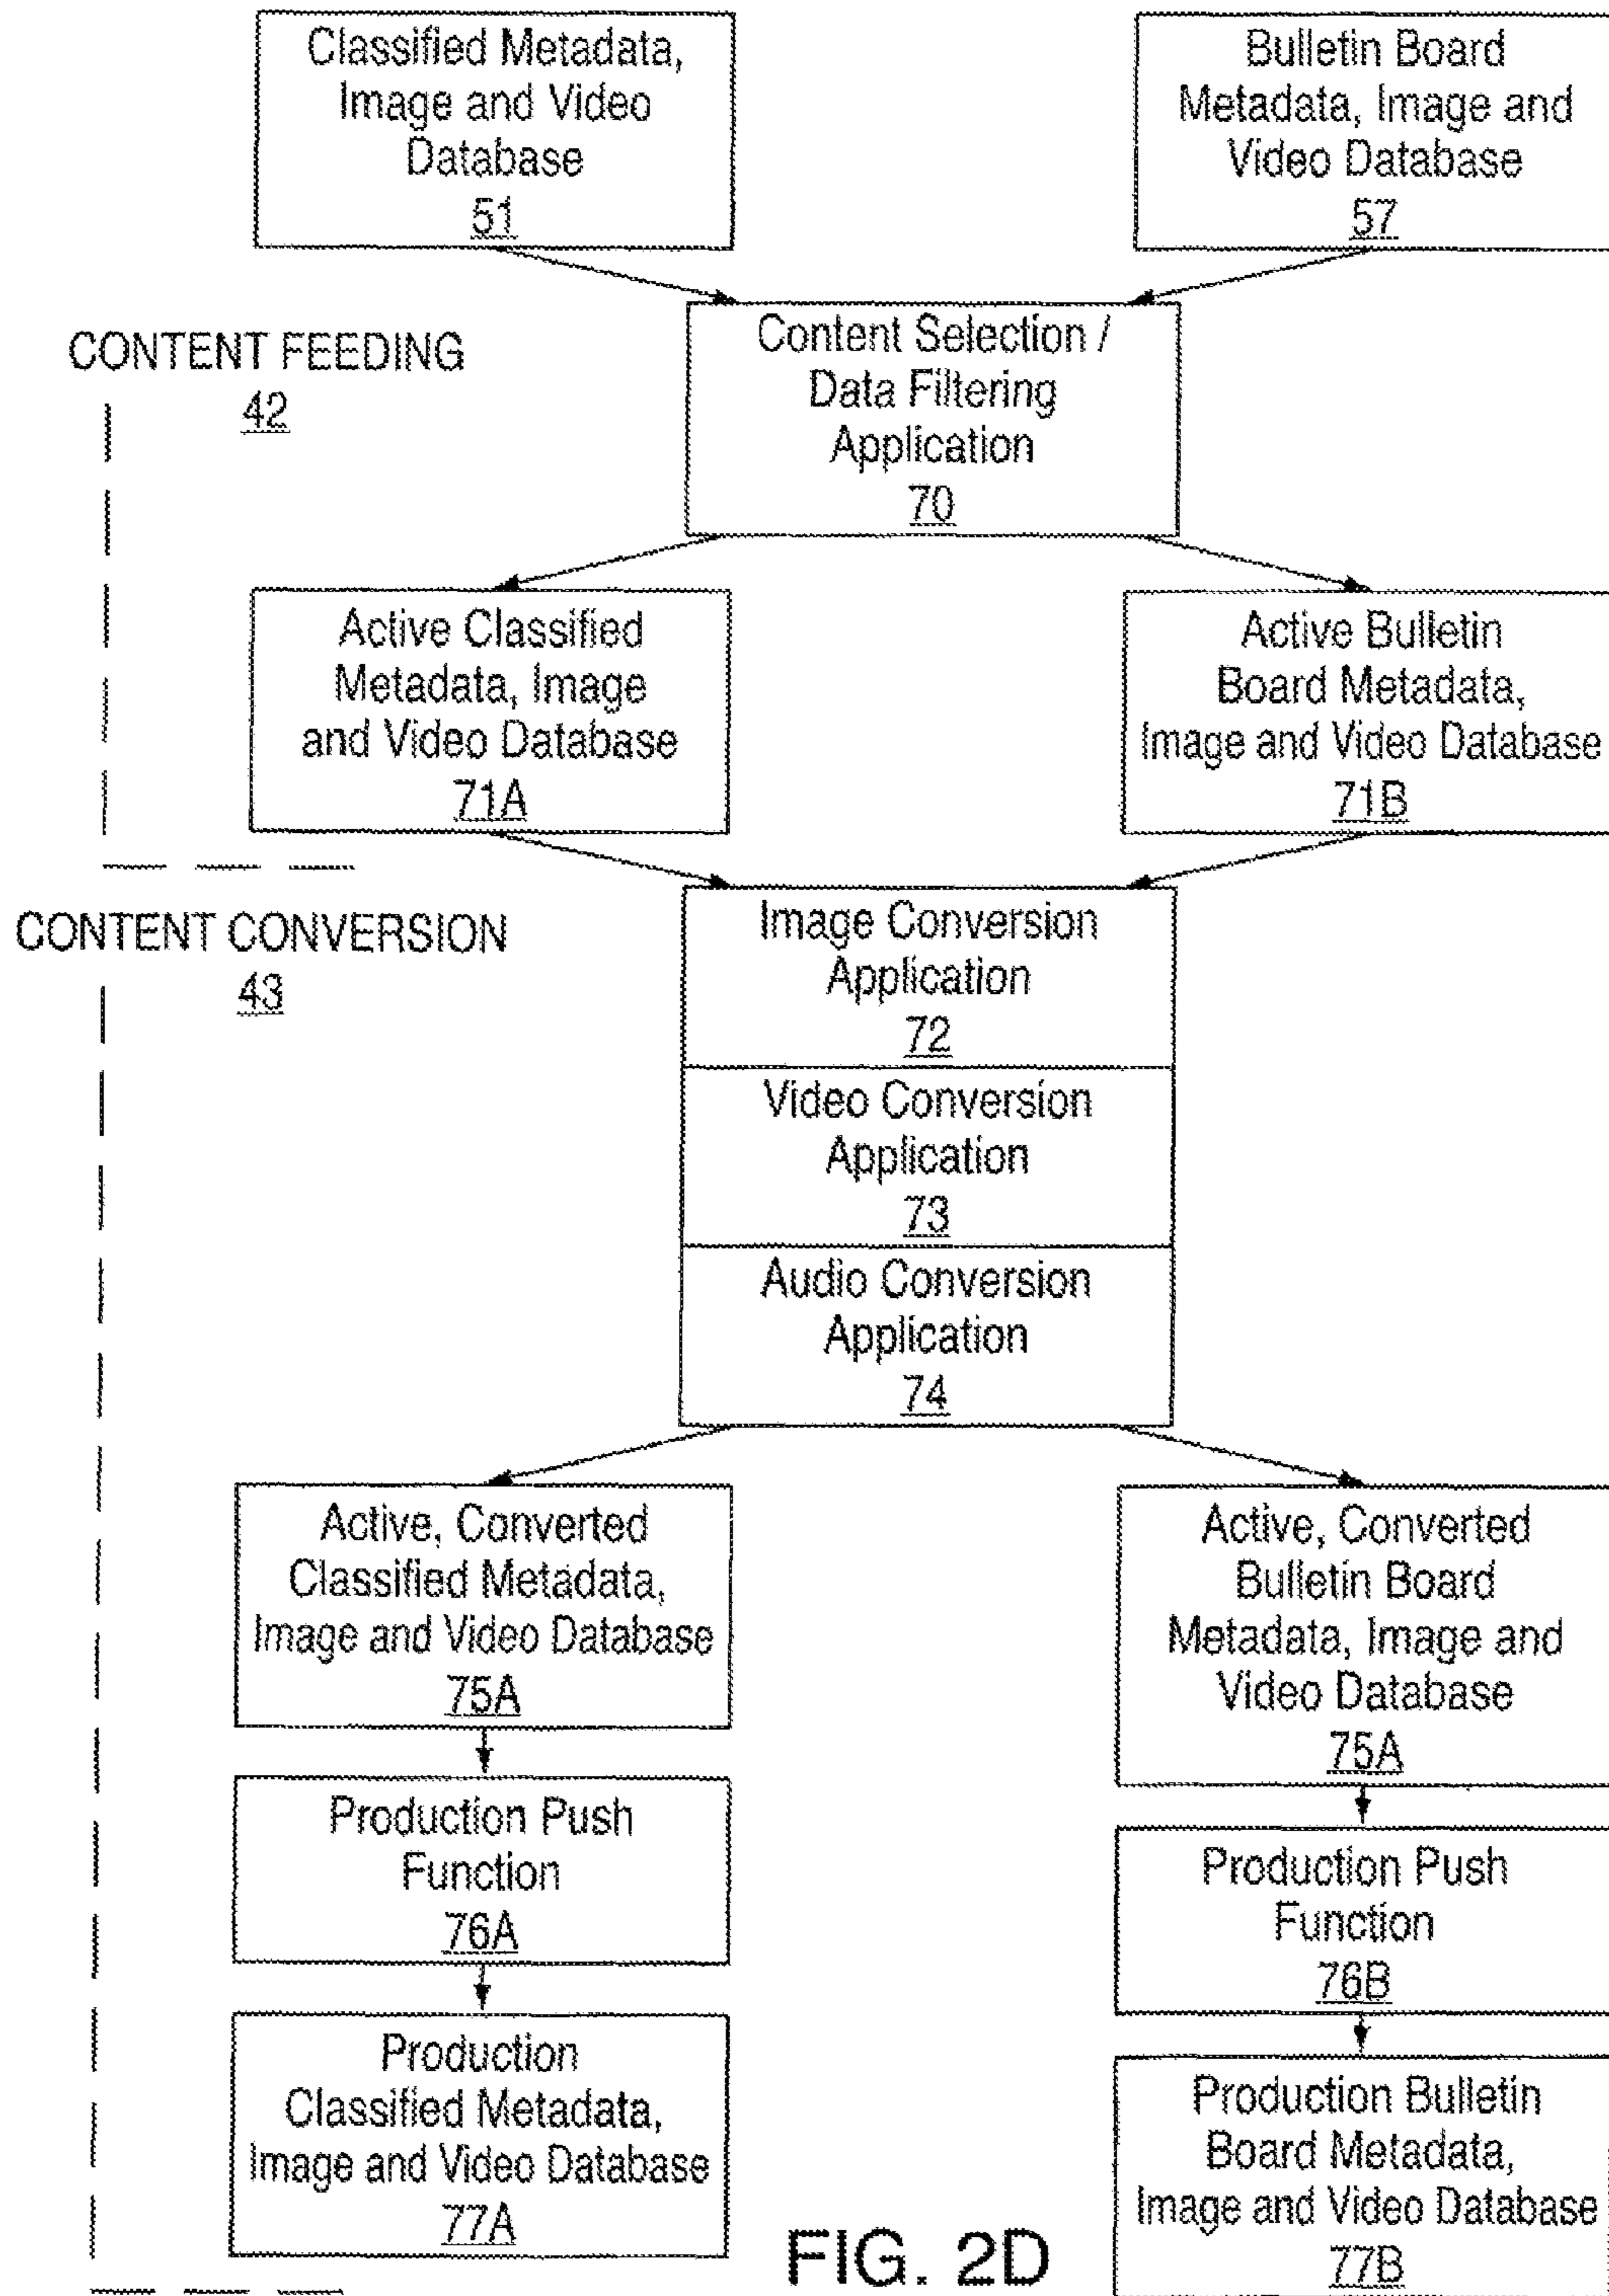 Classified Metadata,
Image and Video
Database
51
Bulletin Board
Metadata, Image and
Video Database
57
CONTENT FEEDING
42
Content Selection /
Data Filtering
Application
70
Active Classified
Metadata, Image
and Video Database
71A
Active Bulletin
Board Metadata,
Image and Video Database
71B
CONTENT CONVERSION
43
Image Conversion
Application
72
Video Conversion
Application
73
Audio Conversion
Application
74
Active, Converted
Classified Metadata,
Image and Video Database
75A
Active, Converted
Bulletin Board
Metadata, Image and
Video Database
75A
Production Push
Function
76A
Production Push
Function
76B
Production
Classified Metadata,
Image and Video Database
77A
Production Bulletin
Board Metadata,
Image and Video Database
77B
FIG. 2D